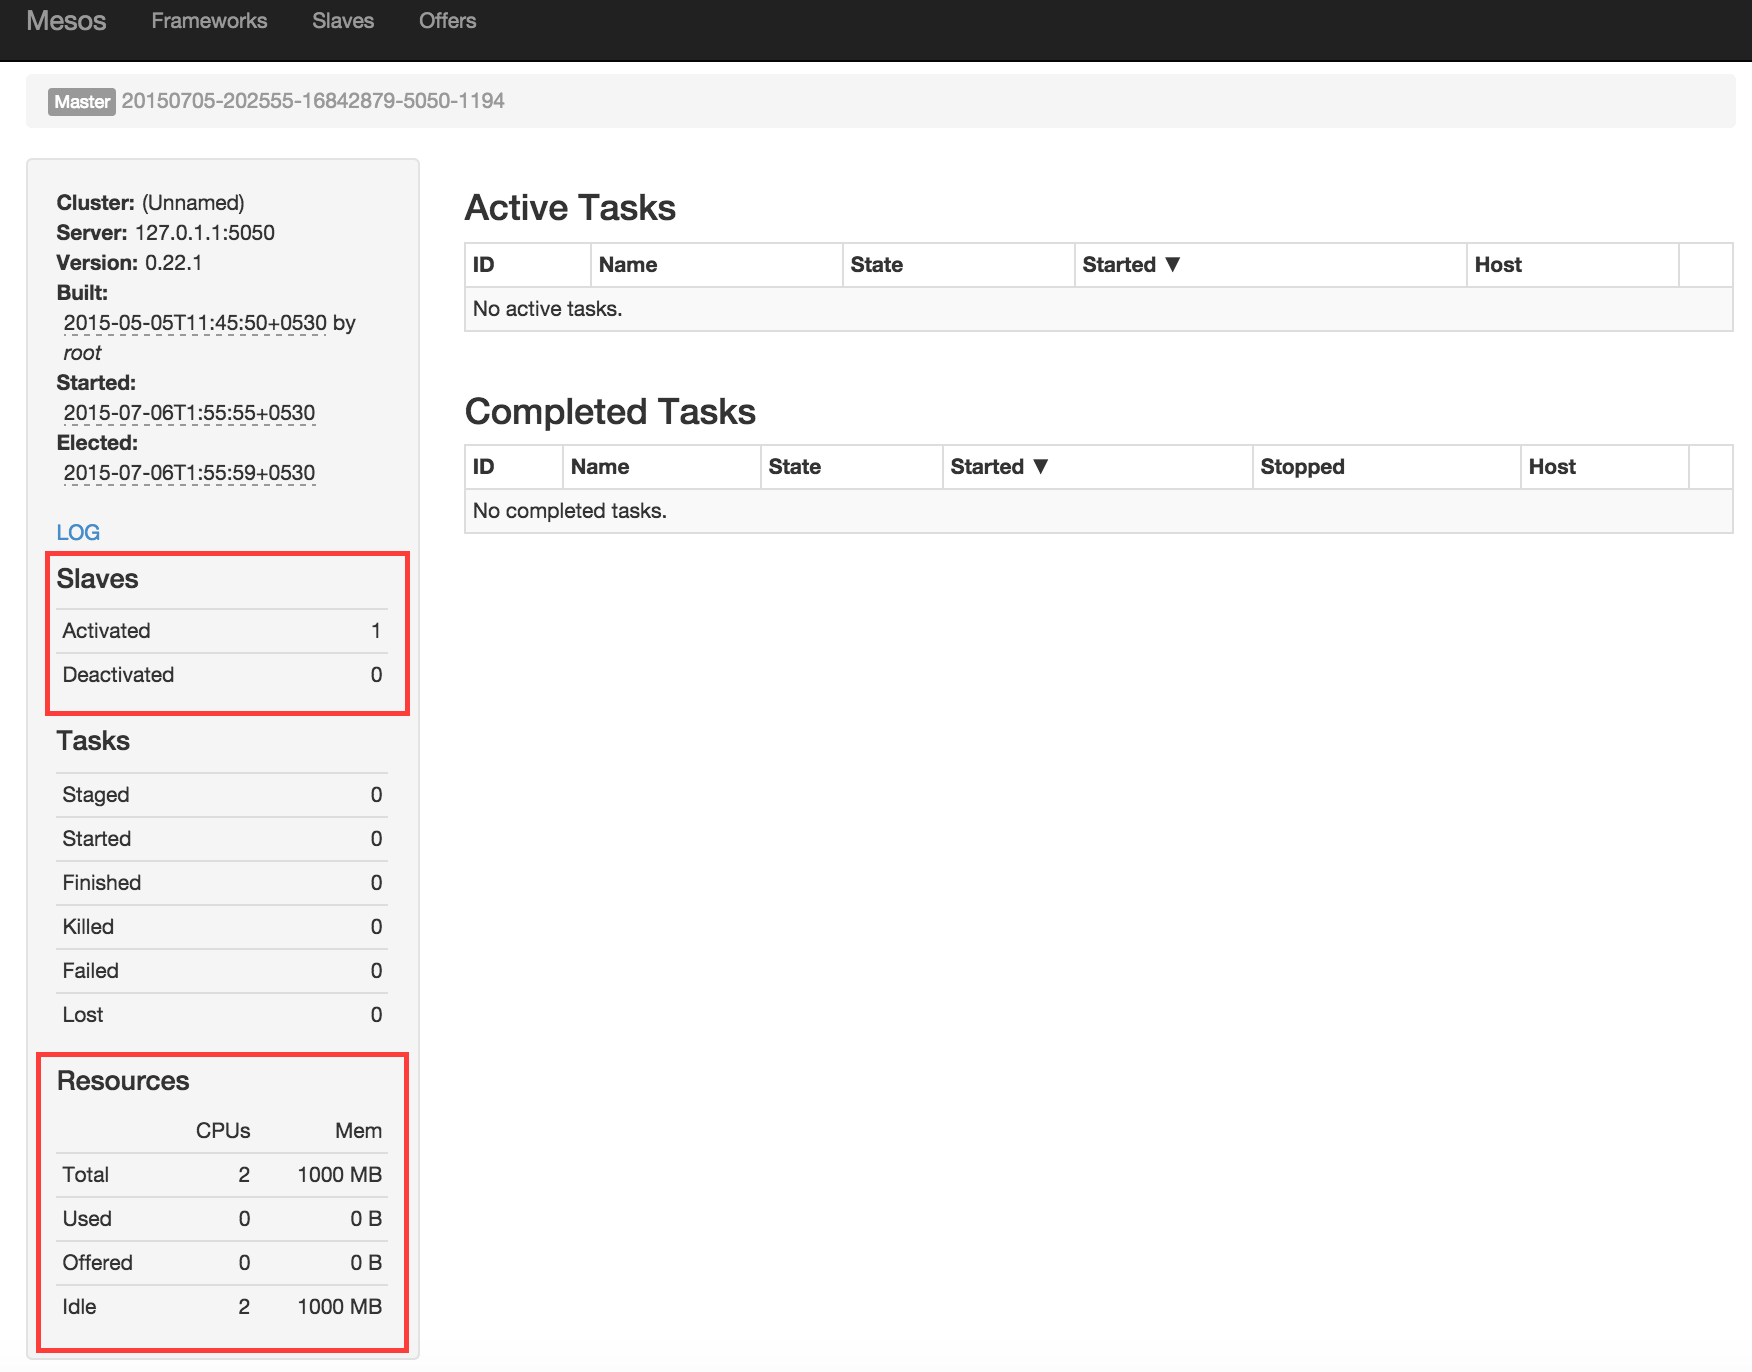 Mesos Frameworks Slaves Offers
Master 20150705-202555-16842879-5050-1194
Cluster: (Unnamed)
Server: 127.0.1.1:5050
Version: 0.22.1
Built:
2015-05-05T11:45:50+0530 by
root
Started:
2015-07-06T1:55:55+0530
Elected:
2015-07-06T1:55:59+0530
LOG
Slaves
Activated 1
Deactivated 0
Tasks
Staged 0
Started 0
Finished 0
Killed 0
Failed 0
Lost 0
Resources
CPUs Mem
Total 2 1000 MB
Used 0 0 B
Offered 0 0 B
Idle 2 1000 MB
Active Tasks
ID Name State Started ▼ Host
No active tasks.
Completed Tasks
ID Name State Started ▼ Stopped Host
No completed tasks.